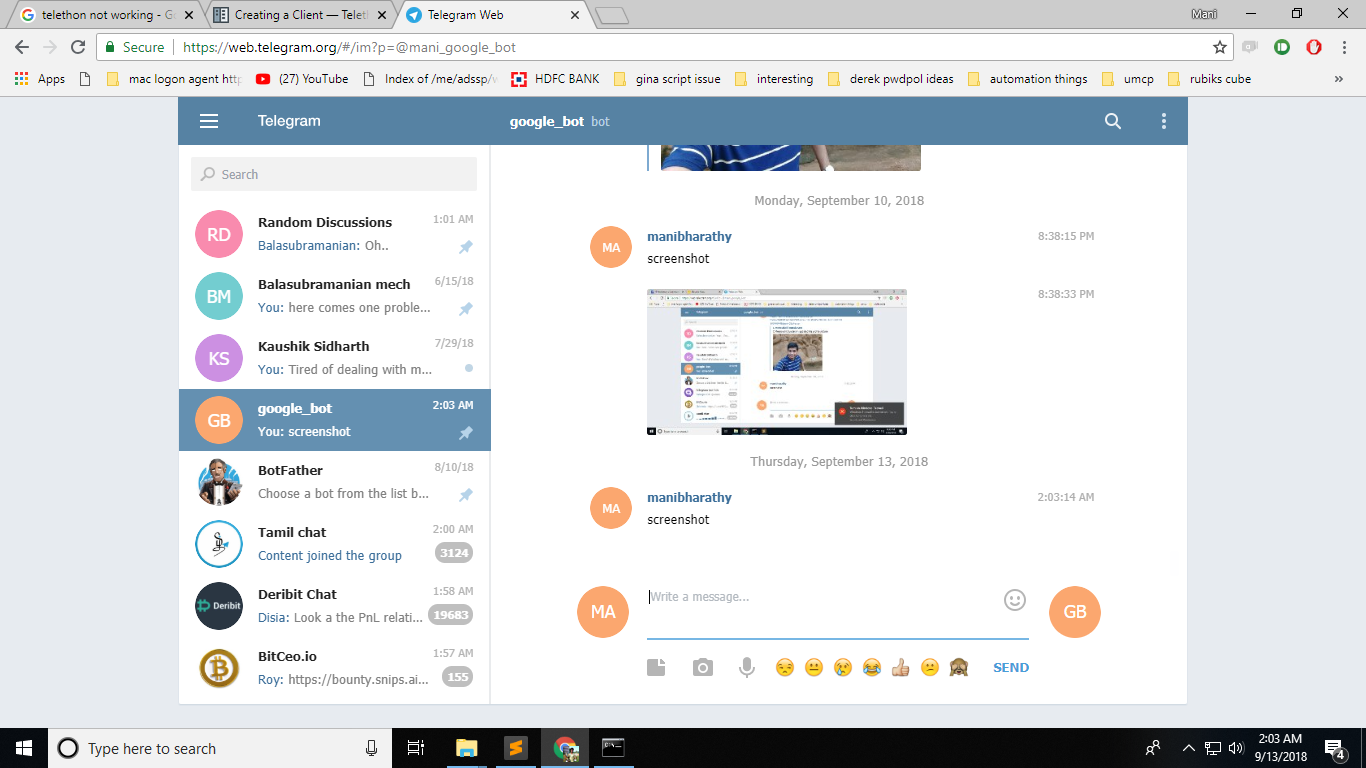 telethon not working - Go
Creating a Client — Teleth
Telegram Web
Mani
Secure
https://web.telegram.org/#/im?p=@mani_google_bot
Apps
mac logon agent http
(27) YouTube
Index of /me/adssp/v
HDFC BANK
gina script issue
interesting
derek pwdpol ideas
automation things
umcp
rubiks cube
»
Telegram
google_bot bot
Search
RD
Random Discussions
1:01 AM
Balasubramanian: Oh..
BM
Balasubramanian mech
6/15/18
You: here comes one proble...
KS
Kaushik Sidharth
7/29/18
You: Tired of dealing with m...
GB
google_bot
2:03 AM
You: screenshot
BotFather
8/10/18
Choose a bot from the list b...
Tamil chat
2:00 AM
Content joined the group
3124
Deribit
Deribit Chat
1:58 AM
Disia: Look a the PnL relati...
19683
BitCeo.io
1:57 AM
Roy: https://bounty.snips.ai...
155
Monday, September 10, 2018
MA
manibharathy
8:38:15 PM
screenshot
8:38:33 PM
Thursday, September 13, 2018
MA
manibharathy
2:03:14 AM
screenshot
MA
Write a message...
GB
SEND
Type here to search
2:03 AM
9/13/2018
4